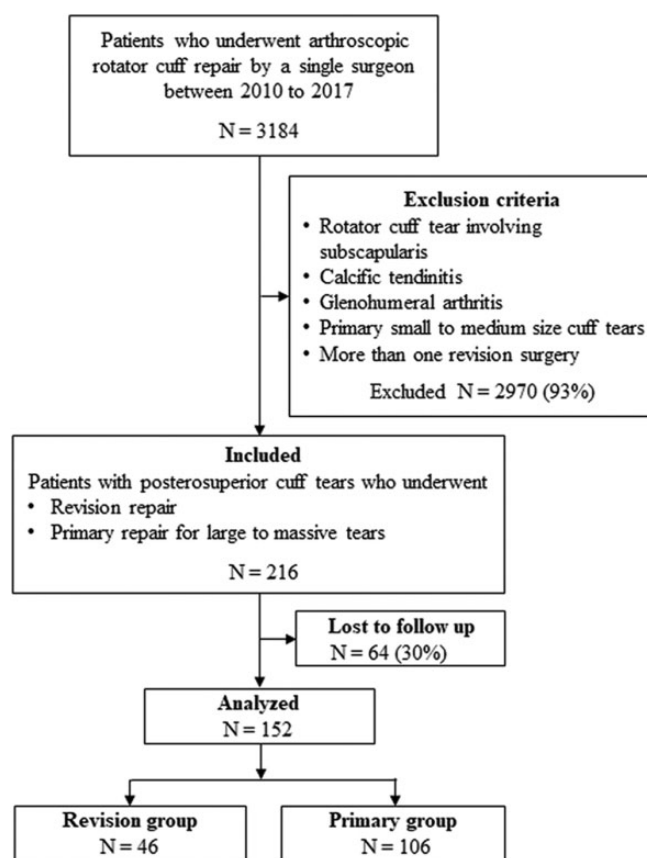 Patients who underwent arthroscopic
rotator cuff repair by a single surgeon
between 2010 to 2017
N = 3184
Exclusion criteria
• Rotator cuff tear involving
subscapularis
• Calcific tendinitis
• Glenohumeral arthritis
• Primary small to medium size cuff tears
• More than one revision surgery
Excluded N = 2970 (93%)
Included
Patients with posterosuperior cuff tears who underwent
• Revision repair
• Primary repair for large to massive tears
N = 216
Lost to follow up
N = 64 (30%)
Analyzed
N = 152
Revision group
N = 46
Primary group
N = 106